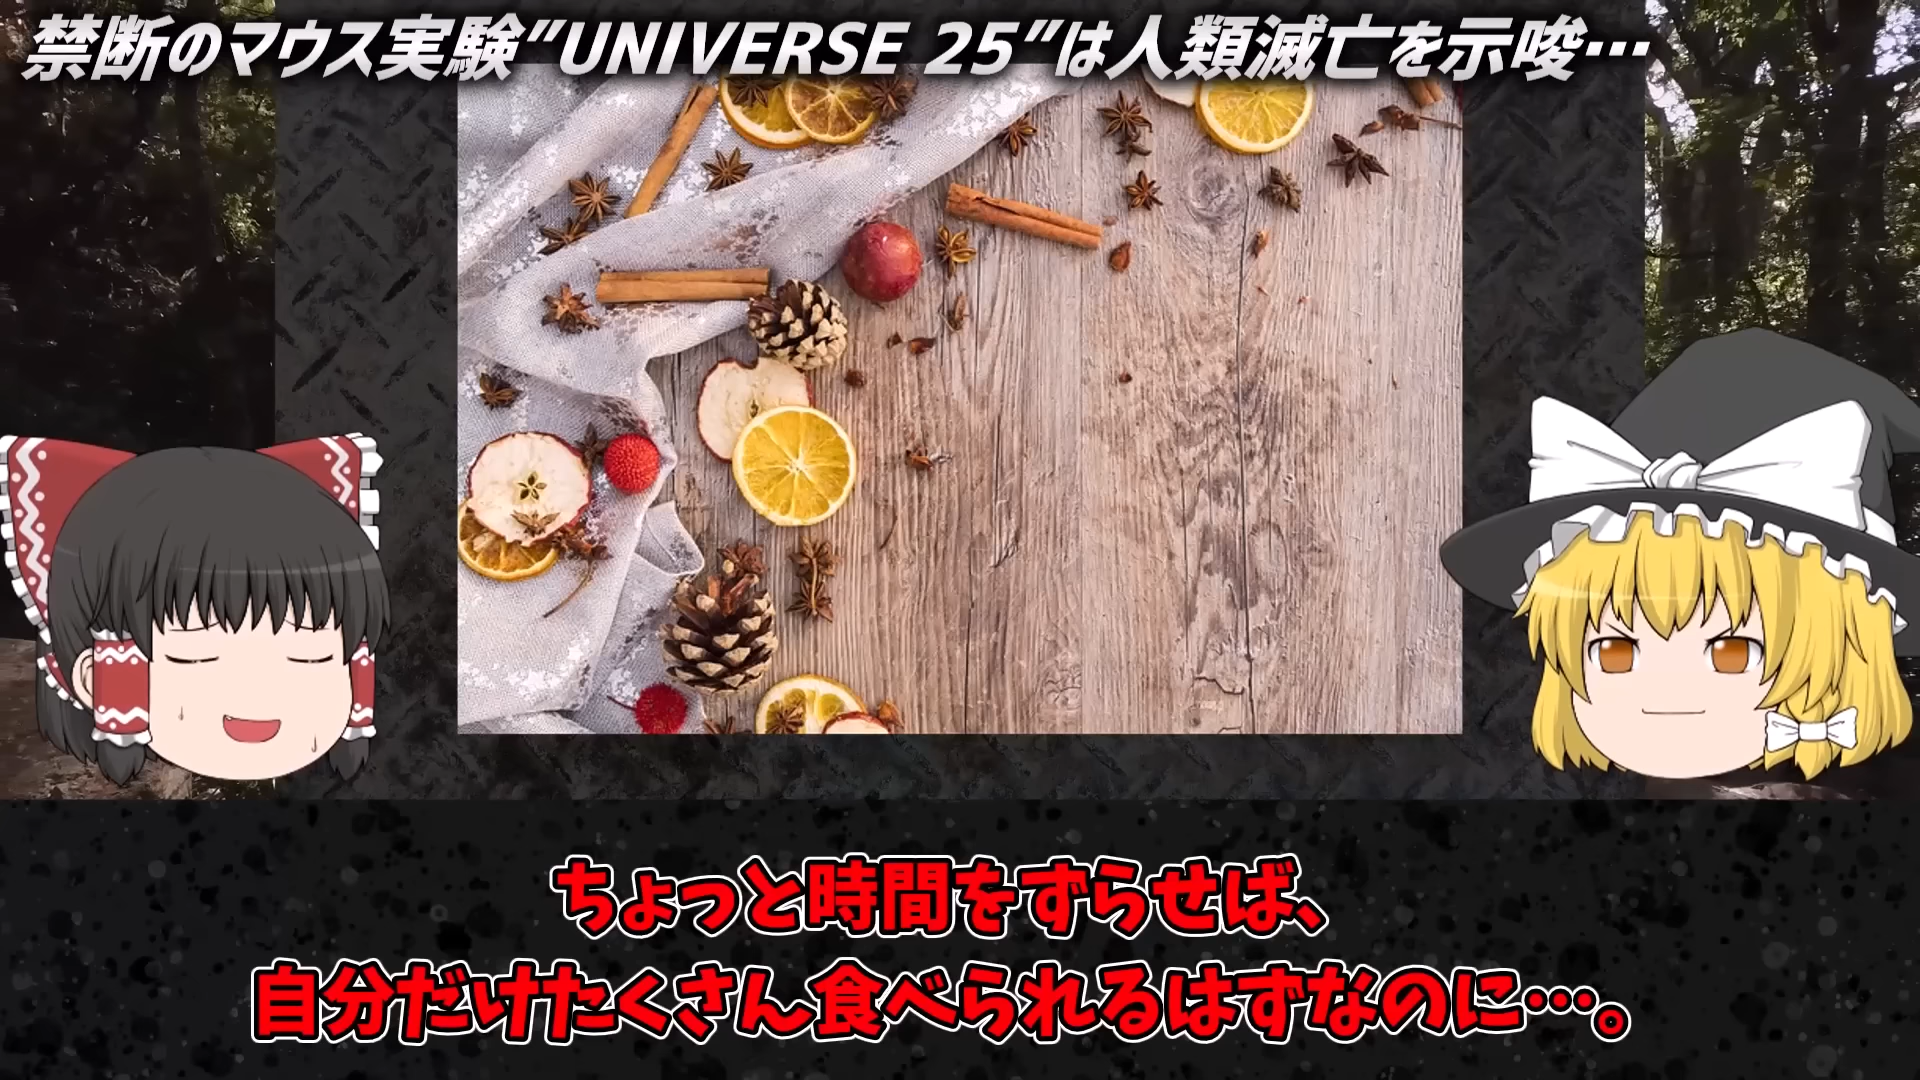 禁断のマウス実験”UNIVERSE 25”は人類滅亡を示唆…
ちょっと時間をずらせば、
自分だけたくさん食べられるはずなのに…。